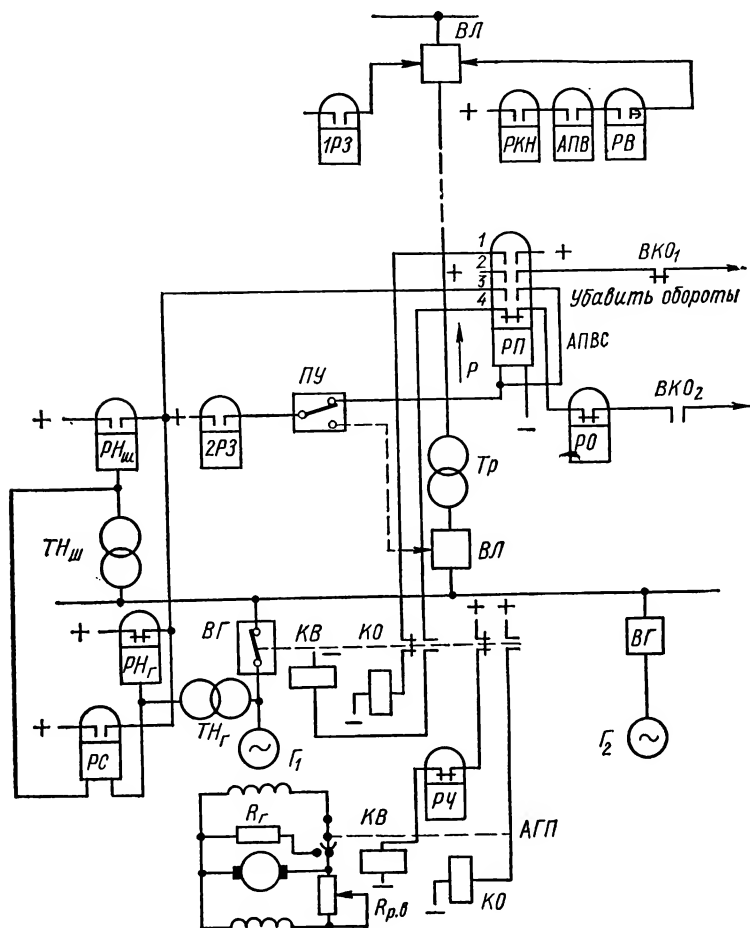 ВЛ
+
1РЗ
РКН
АПВ
РВ
1
+
+
2
ВКО₁
3
Убавить обороты
4
РП
АПВС
Р
ПУ
ВКО₂
+
+
РНш
2РЗ
РО
Тр
ТНш
ВЛ
+ +
ВГ
КВ
КО
ВГ
+
РНг
ТНг
Г₁
~
+
РС
РЧ
Г₂
~
Rг
КВ
АГП
Rр.в
КО